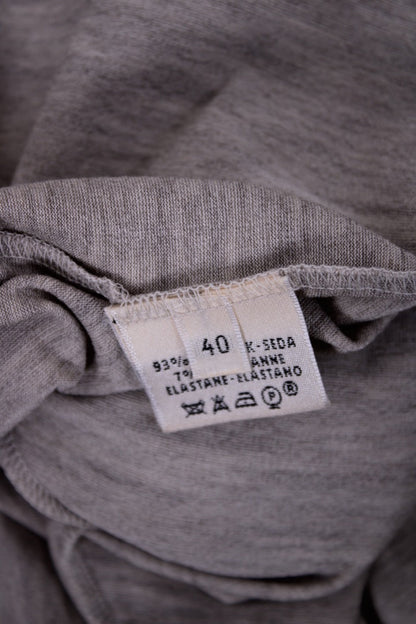 40
K-SEDA
93%
ANNE
7%
ELASTANE-ELASTANO
P